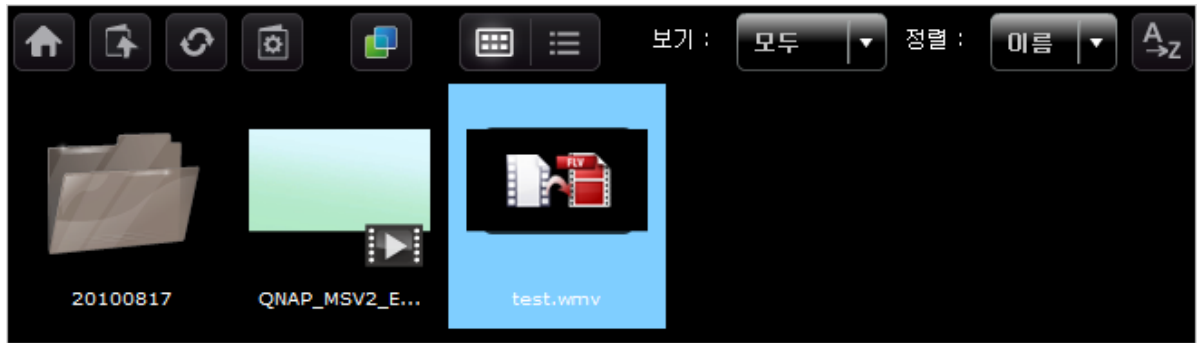 보기 : 모두 정렬 : 이름 A→Z
FLV
20100817 QNAP_MSV2_E... test.wmv